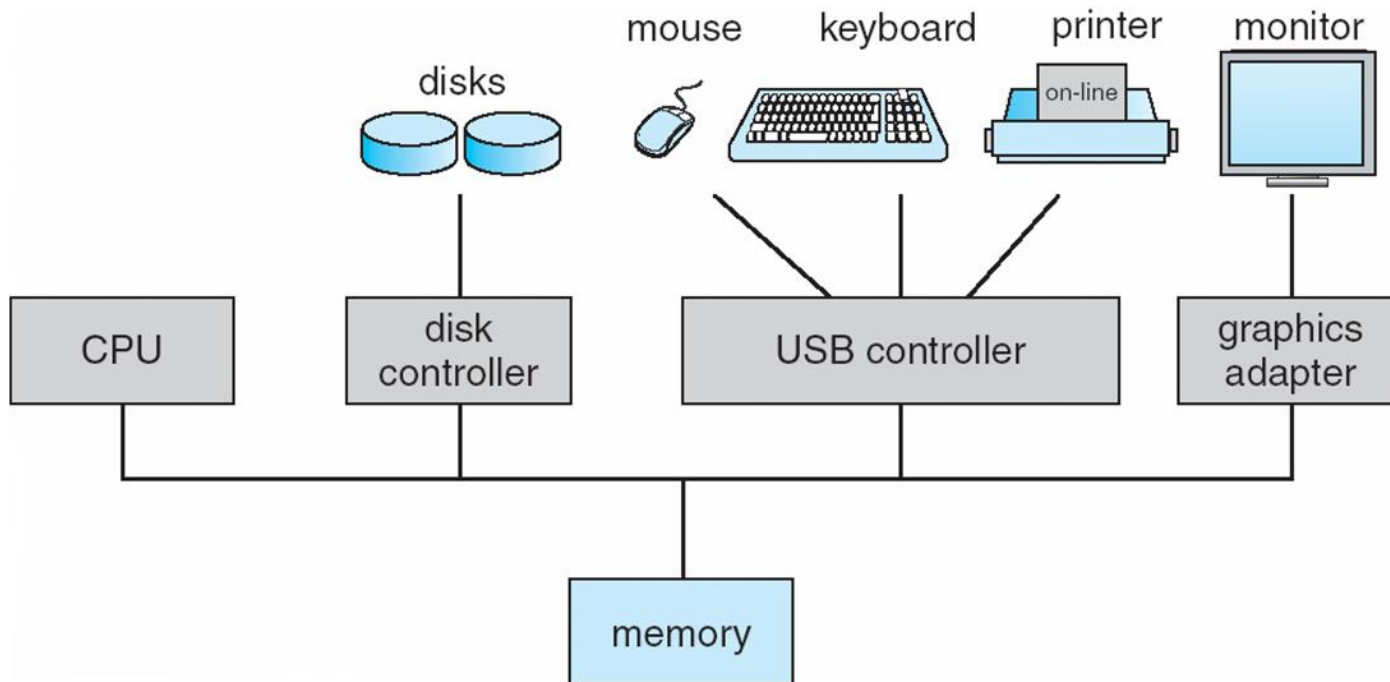 mouse
keyboard
printer
monitor
disks
on-line
CPU
disk
controller
USB controller
graphics
adapter
memory